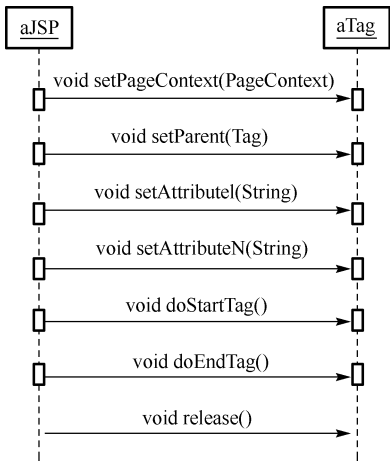 aJSP
aTag
void setPageContext(PageContext)
void setParent(Tag)
void setAttributel(String)
void setAttributeN(String)
void doStartTag()
void doEndTag()
void release()